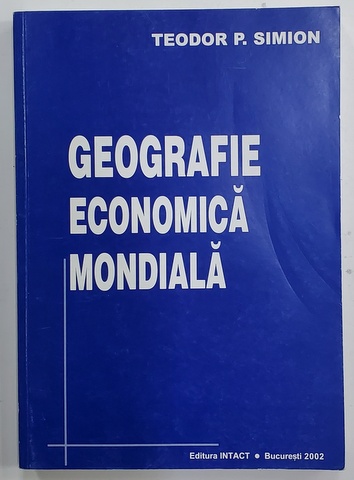 TEODOR P. SIMION
GEOGRAFIE
ECONOMICĂ
MONDIALĂ
Editura INTACT ● Bucureşti 2002